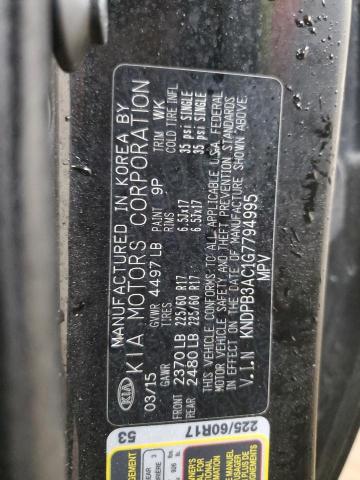 KIA
MANUFACTURED IN KOREA BY
KIA MOTORS CORPORATION
03/15
GVWR
4497LB
PAINT
9P
TRIM
WK
GAWR
TIRES
RIMS
COLD TIRE INFL
FRONT
2370LB
225/60 R17
6.5Jx17
35 psi SINGLE
REAR
2480LB
225/60 R17
6.5Jx17
35 psi SINGLE
THIS VEHICLE CONFORMS TO ALL APPLICABLE U.S.A. FEDERAL
MOTOR VEHICLE SAFETY AND THEFT PREVENTION STANDARDS
IN EFFECT ON THE DATE OF MANUFACTURE SHOWN ABOVE.
V.I.N KNDPB3AC1G7794995
MPV
53
225/60R17
MANUEL